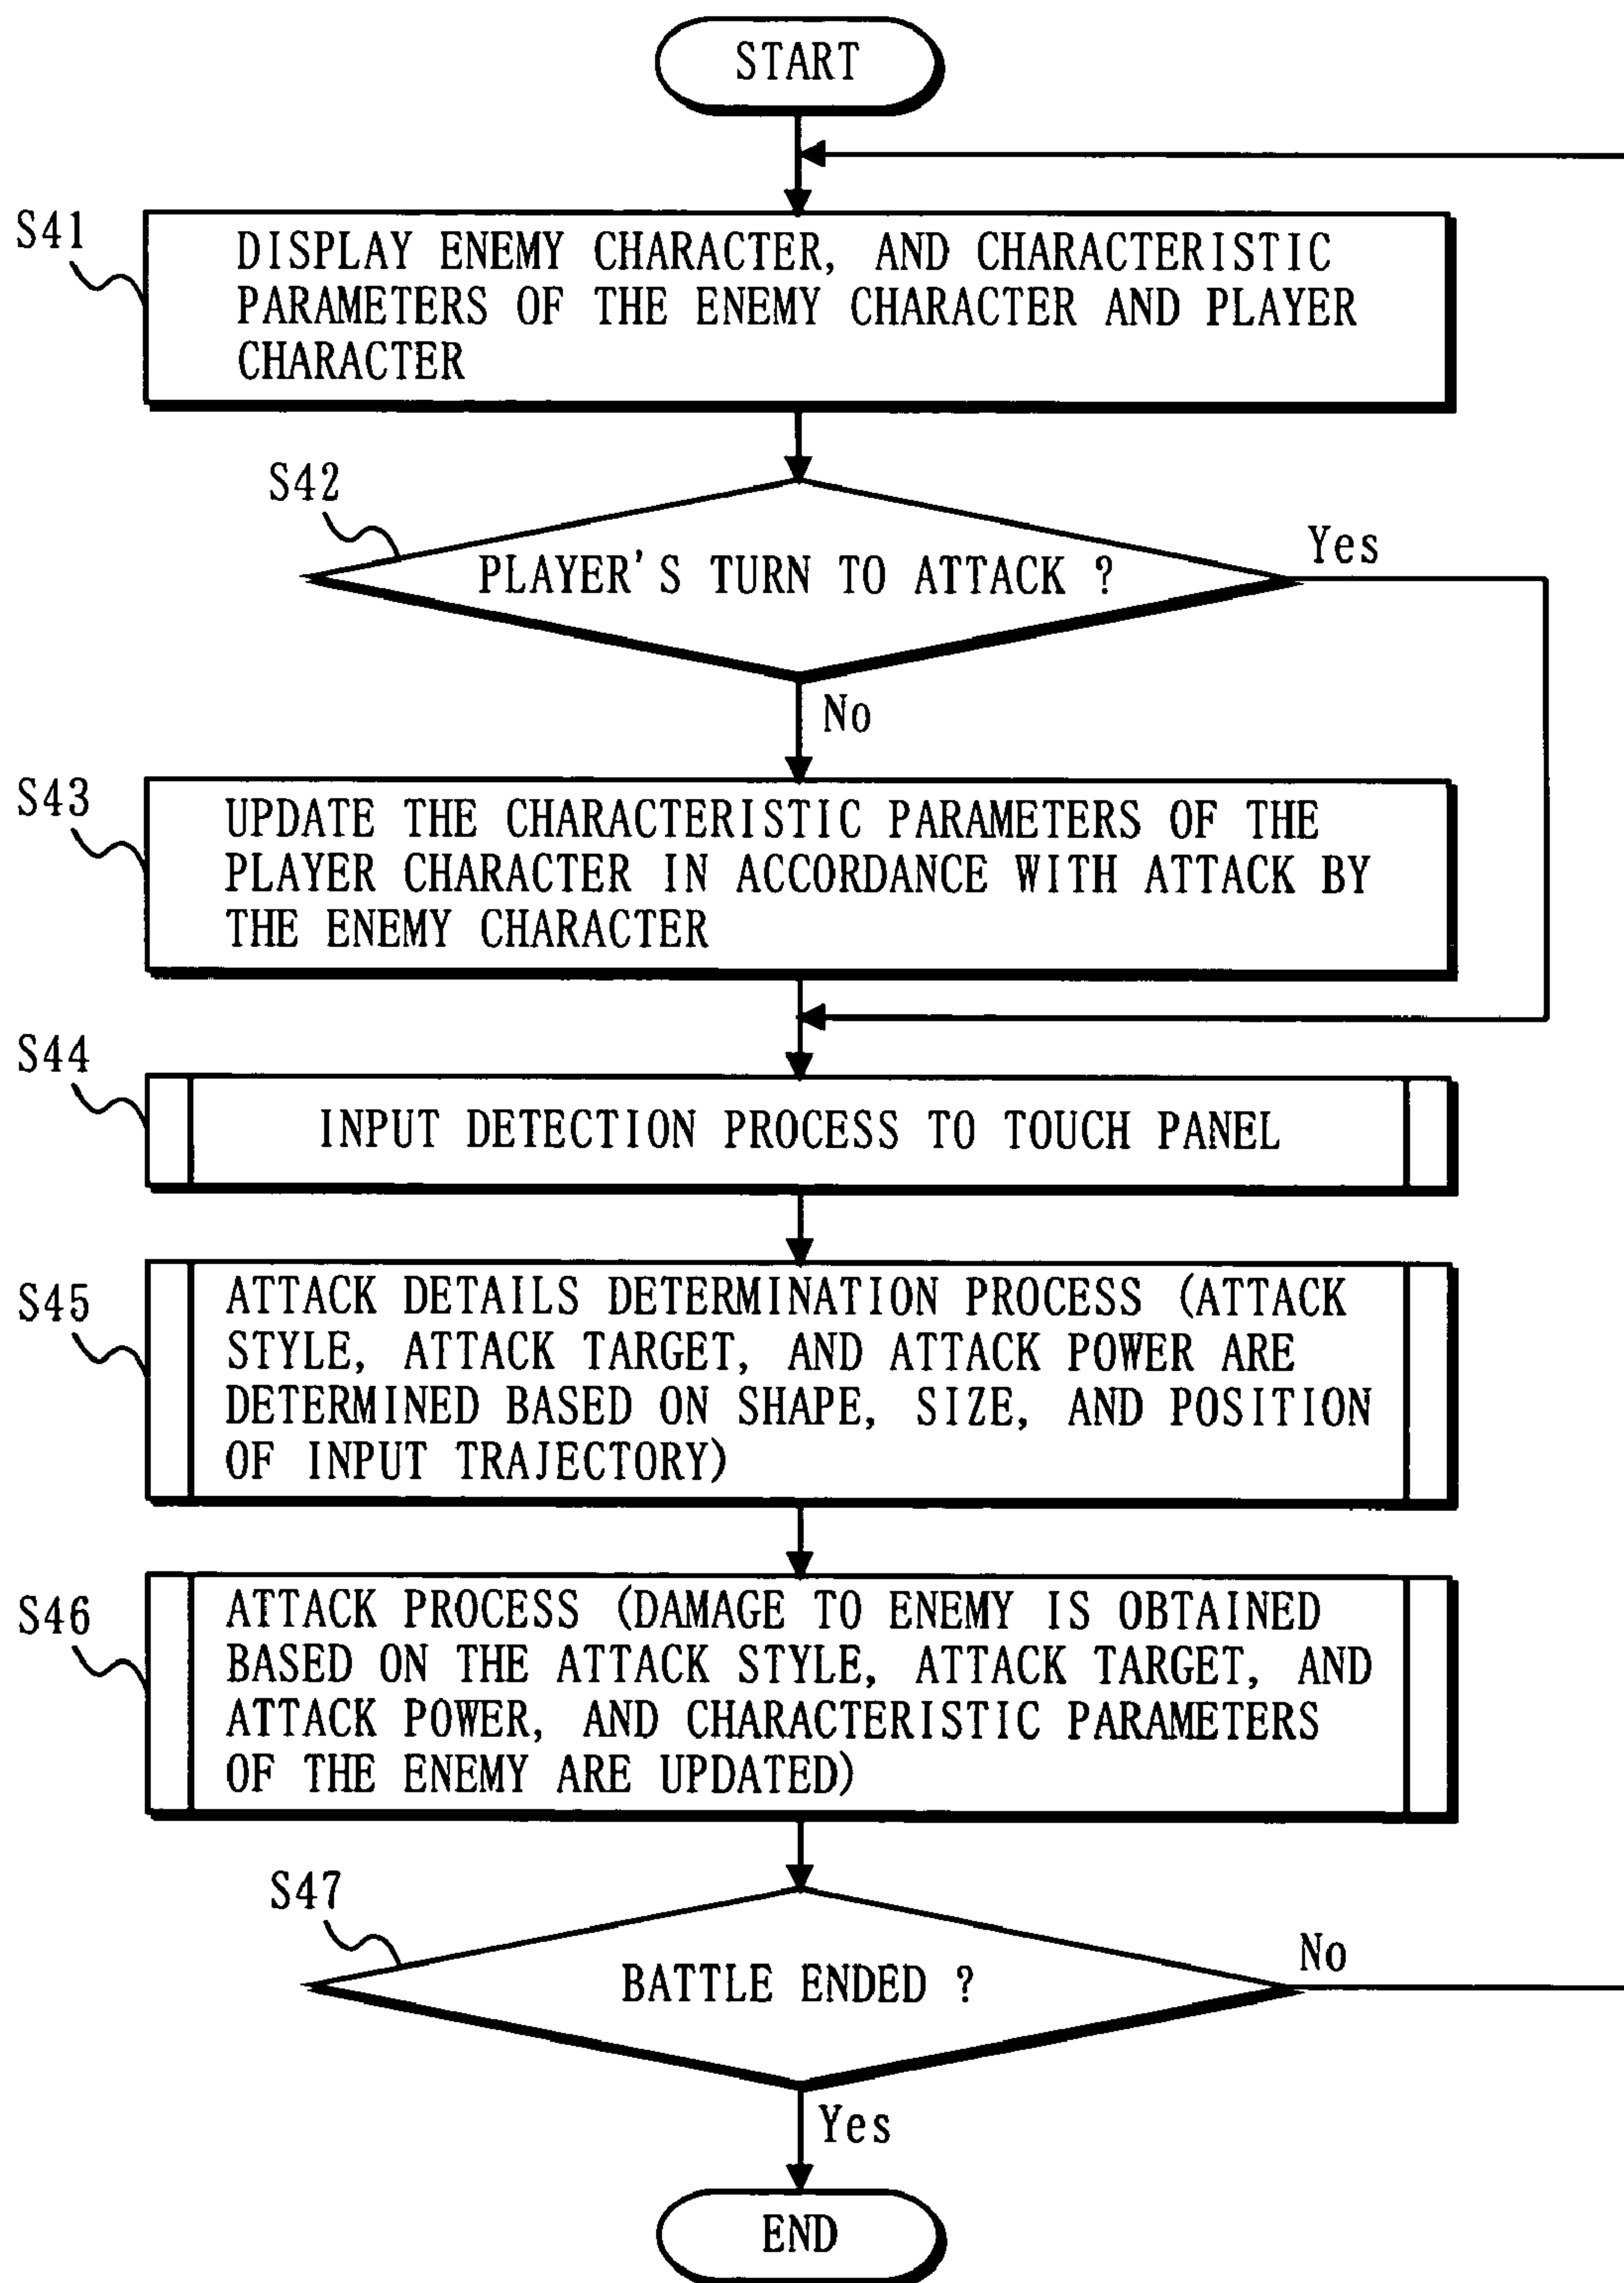 START
S41
DISPLAY ENEMY CHARACTER, AND CHARACTERISTIC
PARAMETERS OF THE ENEMY CHARACTER AND PLAYER
CHARACTER
S42
PLAYER'S TURN TO ATTACK ?
Yes
No
S43
UPDATE THE CHARACTERISTIC PARAMETERS OF THE
PLAYER CHARACTER IN ACCORDANCE WITH ATTACK BY
THE ENEMY CHARACTER
S44
INPUT DETECTION PROCESS TO TOUCH PANEL
S45
ATTACK DETAILS DETERMINATION PROCESS (ATTACK
STYLE, ATTACK TARGET, AND ATTACK POWER ARE
DETERMINED BASED ON SHAPE, SIZE, AND POSITION
OF INPUT TRAJECTORY)
S46
ATTACK PROCESS (DAMAGE TO ENEMY IS OBTAINED
BASED ON THE ATTACK STYLE, ATTACK TARGET, AND
ATTACK POWER, AND CHARACTERISTIC PARAMETERS
OF THE ENEMY ARE UPDATED)
S47
BATTLE ENDED ?
No
Yes
END